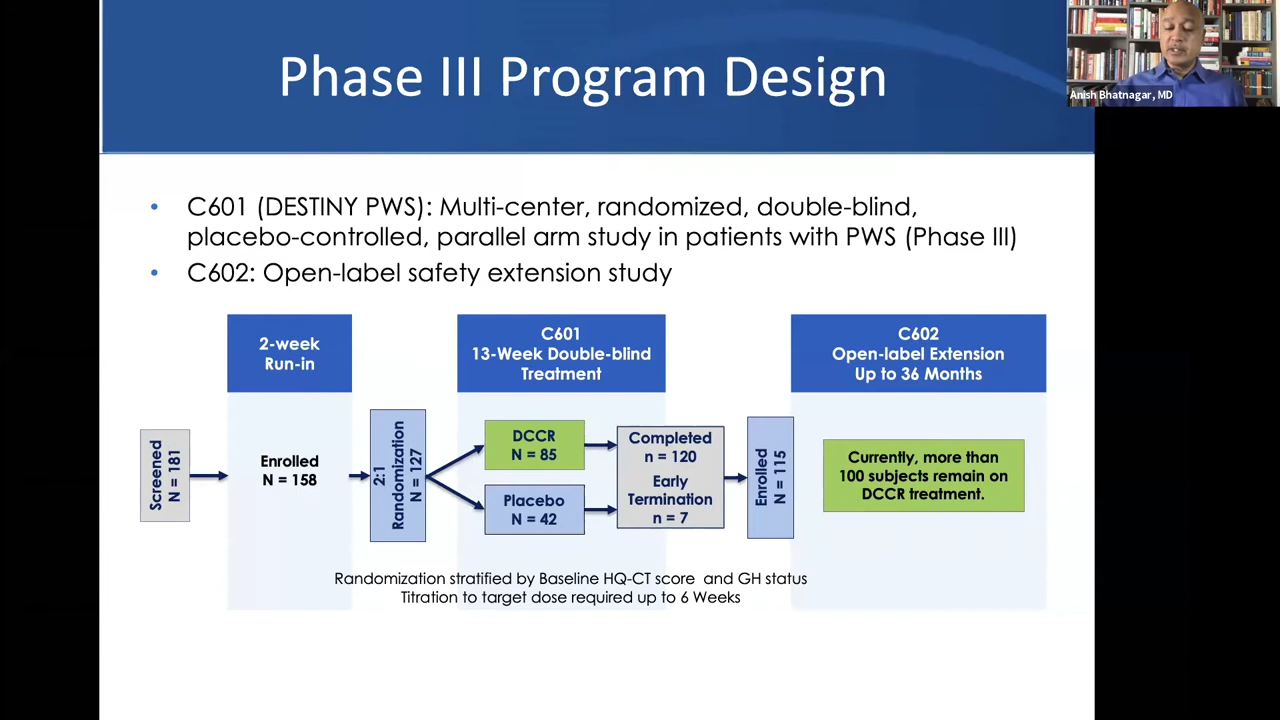 Phase III Program Design
Anish Bhatnagar, MD
• C601 (DESTINY PWS): Multi-center, randomized, double-blind,
placebo-controlled, parallel arm study in patients with PWS (Phase III)
• C602: Open-label safety extension study
2-week
Run-in
C601
13-Week Double-blind
Treatment
C602
Open-label Extension
Up to 36 Months
Screened
N = 181
Enrolled
N = 158
2:1
Randomization
N = 127
DCCR
N = 85
Placebo
N = 42
Completed
n = 120
Early
Termination
n = 7
Enrolled
N = 115
Currently, more than
100 subjects remain on
DCCR treatment.
Randomization stratified by Baseline HQ-CT score and GH status
Titration to target dose required up to 6 Weeks